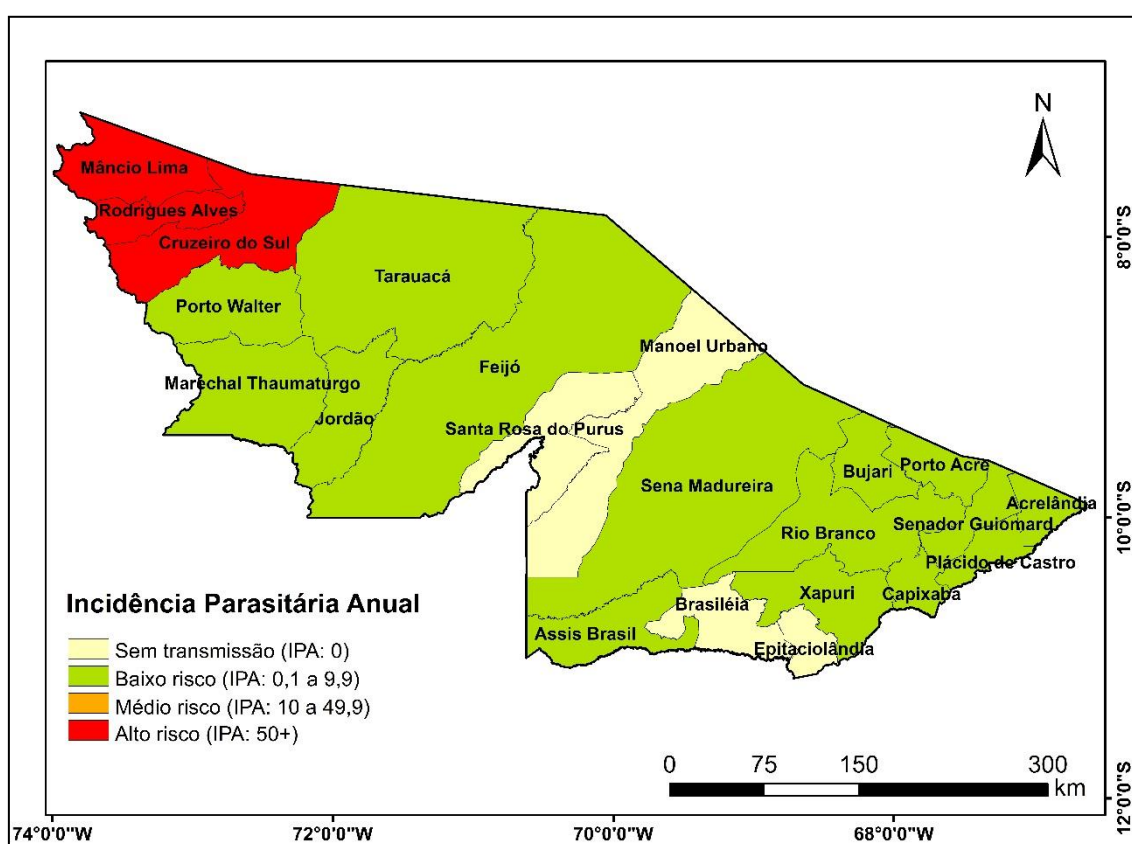 N
Mâncio Lima
Rodrigues Alves
Cruzeiro do Sul
8°0'0"S
Tarauacá
Porto Walter
Manoel Urbano
Feijó
Marechal Thaumaturgo
Jordão
Santa Rosa do Purus
Porto Acre
Bujari
Sena Madureira
Acrelândia
10°0'0"S
Senador Guiomard
Rio Branco
Plácido de Castro
Xapuri
Capixaba
Brasiléia
Assis Brasil
Epitaciolândia
Incidência Parasitária Anual
Sem transmissão (IPA: 0)
Baixo risco (IPA: 0,1 a 9,9)
Médio risco (IPA: 10 a 49,9)
Alto risco (IPA: 50+)
0 75 150 300
km
12°0'0"S
74°0'0"W 72°0'0"W 70°0'0"W 68°0'0"W